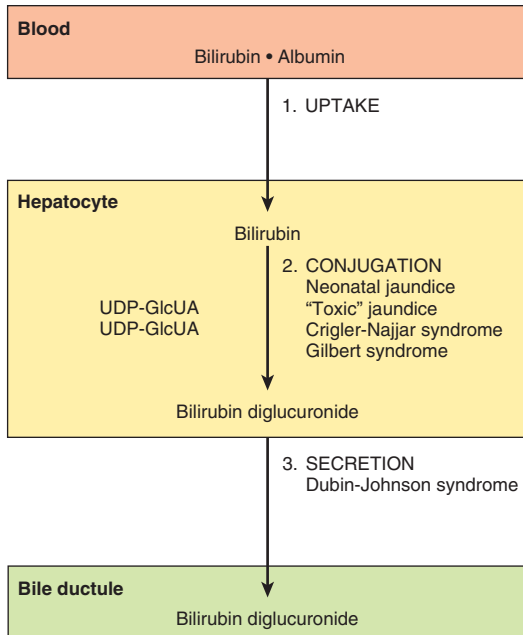 Blood
Bilirubin • Albumin
1. UPTAKE
Hepatocyte
Bilirubin
2. CONJUGATION
Neonatal jaundice
“Toxic” jaundice
Crigler-Najjar syndrome
Gilbert syndrome
UDP-GlcUA
UDP-GlcUA
Bilirubin diglucuronide
3. SECRETION
Dubin-Johnson syndrome
Bile ductule
Bilirubin diglucuronide